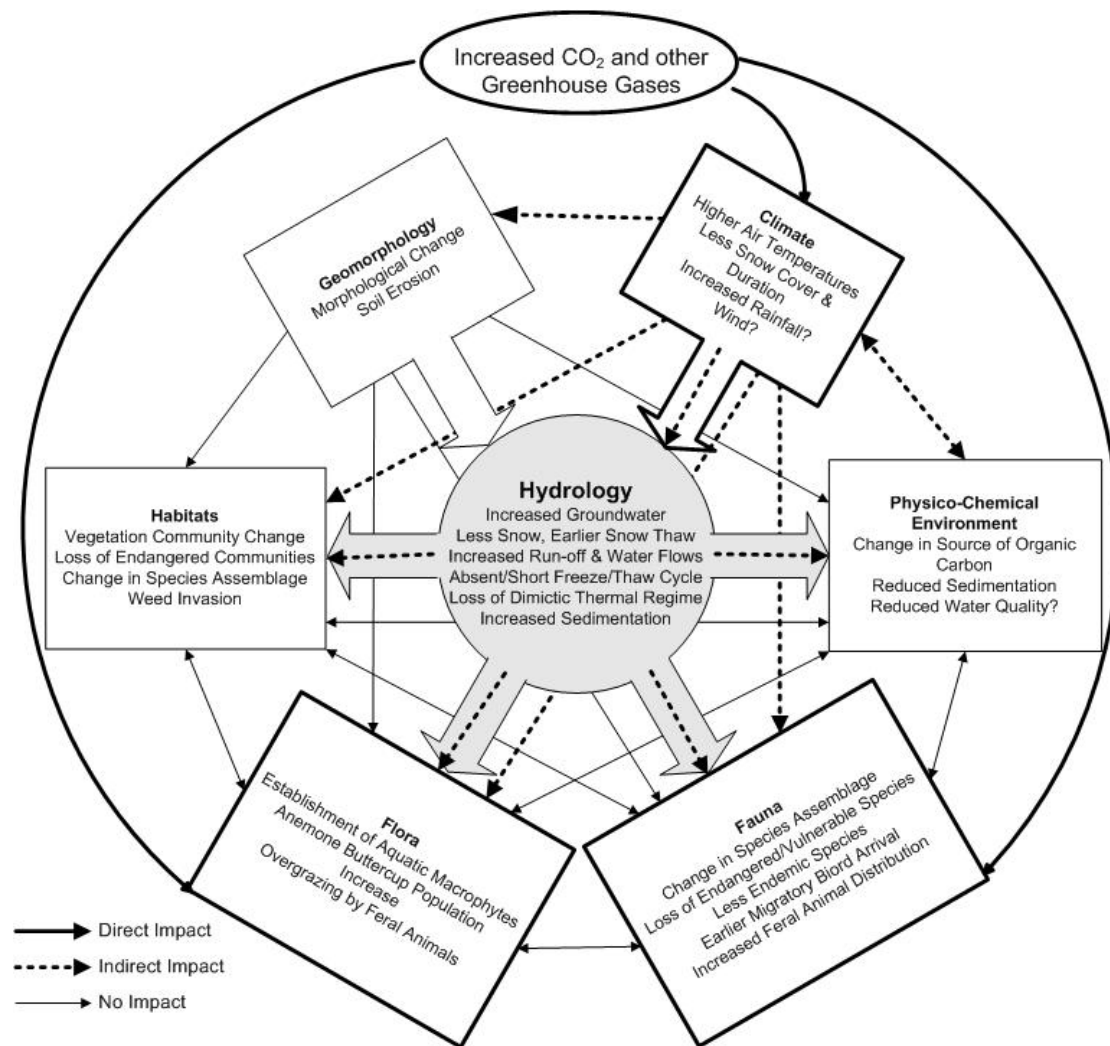 Increased CO₂ and other
Greenhouse Gases
Geomorphology
Morphological Change
Soil Erosion
Climate
Higher Air Temperatures
Less Snow Cover &
Duration
Increased Rainfall?
Wind?
Habitats
Vegetation Community Change
Loss of Endangered Communities
Change in Species Assemblage
Weed Invasion
Hydrology
Increased Groundwater
Less Snow, Earlier Snow Thaw
Increased Run-off & Water Flows
Absent/Short Freeze/Thaw Cycle
Loss of Dimictic Thermal Regime
Increased Sedimentation
Physico-Chemical
Environment
Change in Source of Organic
Carbon
Reduced Sedimentation
Reduced Water Quality?
Flora
Establishment of Aquatic Macrophytes
Anemone Buttercup Population
Increase
Overgrazing by Feral Animals
Fauna
Change in Species Assemblage
Loss of Endangered/Vulnerable Species
Less Endemic Species
Earlier Migratory Biord Arrival
Increased Feral Animal Distribution
Direct Impact
Indirect Impact
No Impact